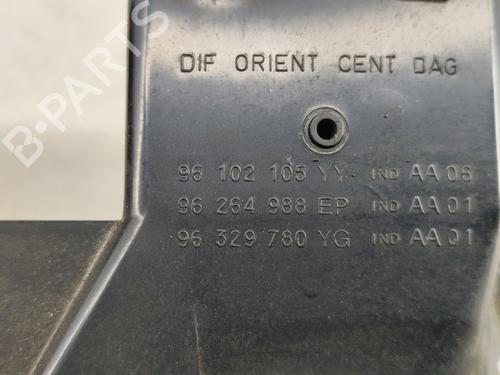 DIF ORIENT CENT DAG
96 102 105 YY IND AA 06
96 264 988 EP IND AA 01
96 329 780 YG IND AA 01
B-PARTS